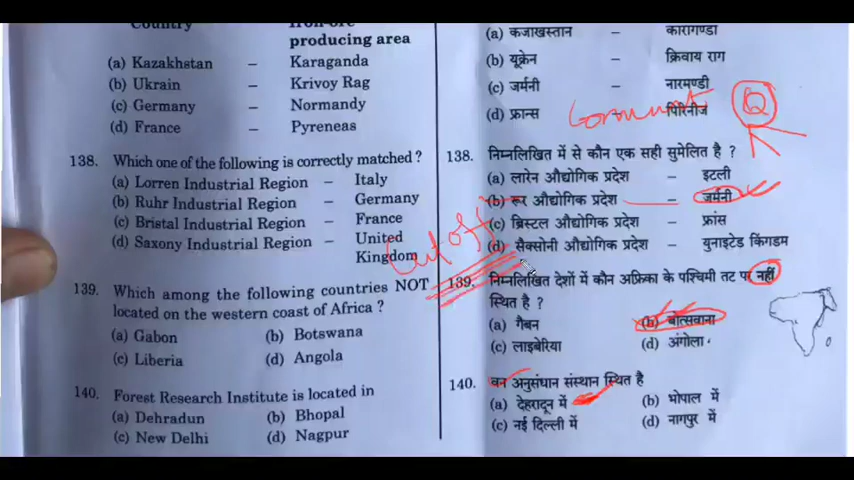 Country Iron-ore
producing area
(a) Kazakhstan – Karaganda
(b) Ukrain – Krivoy Rag
(c) Germany – Normandy
(d) France – Pyreneas
138. Which one of the following is correctly matched ?
(a) Lorren Industrial Region – Italy
(b) Ruhr Industrial Region – Germany
(c) Bristal Industrial Region – France
(d) Saxony Industrial Region – United
Kingdom
139. Which among the following countries NOT
located on the western coast of Africa ?
(a) Gabon (b) Botswana
(c) Liberia (d) Angola
140. Forest Research Institute is located in
(a) Dehradun (b) Bhopal
(c) New Delhi (d) Nagpur
(a) कजाखस्तान – कारागण्डा
(b) यूक्रेन – क्रिवाय राग
(c) जर्मनी – नारमण्डी
(d) फ्रान्स – पिरिनीज
Comment
Q
138. निम्नलिखित में से कौन एक सही सुमेलित है ?
(a) लारेन औद्योगिक प्रदेश – इटली
(b) रूर औद्योगिक प्रदेश – जर्मनी
(c) ब्रिस्टल औद्योगिक प्रदेश – फ्रांस
(d) सैक्सोनी औद्योगिक प्रदेश – युनाइटेड किंगडम
Cut off
139. निम्नलिखित देशों में कौन अफ्रिका के पश्चिमी तट पर नहीं
स्थित है ?
(a) गैबन (b) बोत्सवाना
(c) लाइबेरिया (d) अंगोला
140. वन अनुसंधान संस्थान स्थित है
(a) देहरादून में (b) भोपाल में
(c) नई दिल्ली में (d) नागपुर में